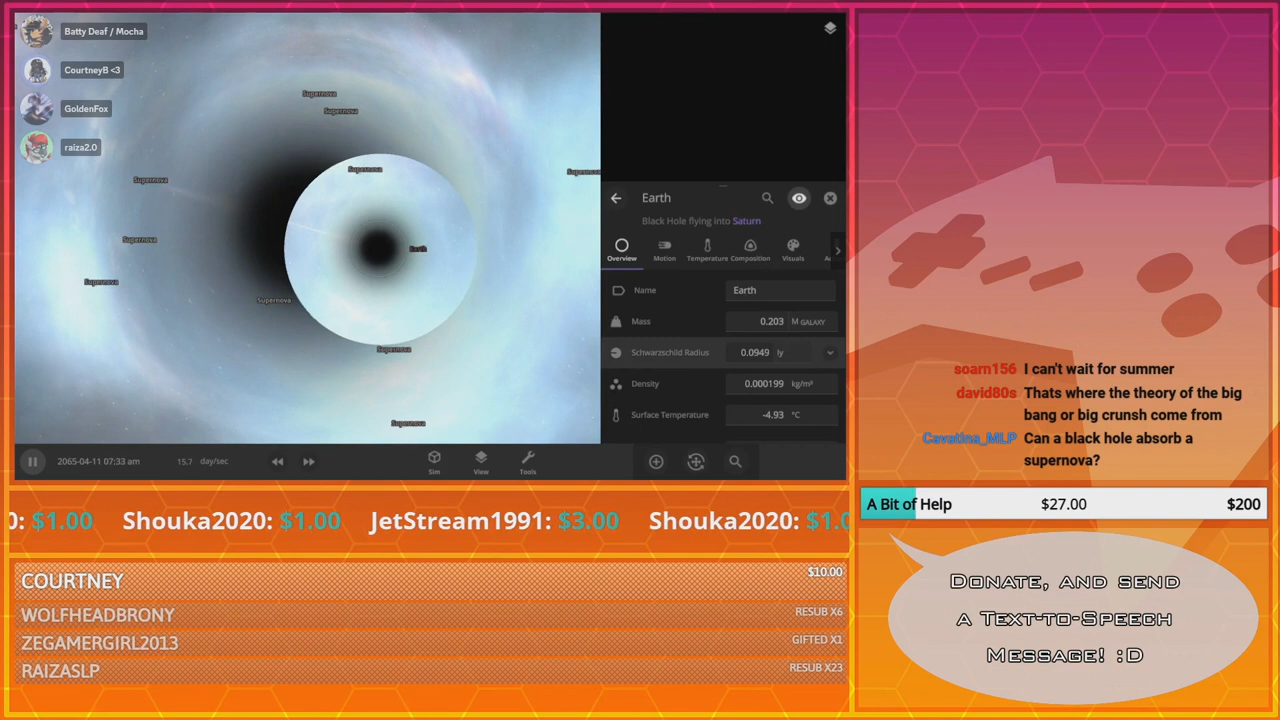 Batty Deaf / Mocha
CourtneyB <3
GoldenFox
raiza2.0
Supernova
Supernova
Supernova
Supernova
Supernova
Supernova
Supernova
Supernova
Supernova
Supernova
Earth
Earth
Black Hole flying into Saturn
Overview Motion Temperature Composition Visuals
Name Earth
Mass 0.203 M GALAXY
Schwarzschild Radius 0.0949 ly
Density 0.000199 kg/m³
Surface Temperature -4.93 °C
2065-04-11 07:33 am 15.7 day/sec
Sim View Tools
soarn156 I can't wait for summer
david80s Thats where the theory of the big
bang or big crunsh come from
Cavatina_MLP Can a black hole absorb a
supernova?
A Bit of Help $27.00 $200
0: $1.00 Shouka2020: $1.00 JetStream1991: $3.00 Shouka2020: $1.0
COURTNEY $10.00
WOLFHEADBRONY RESUB X6
ZEGAMERGIRL2013 GIFTED X1
RAIZASLP RESUB X23
Donate, and send
a Text-to-Speech
Message! :D